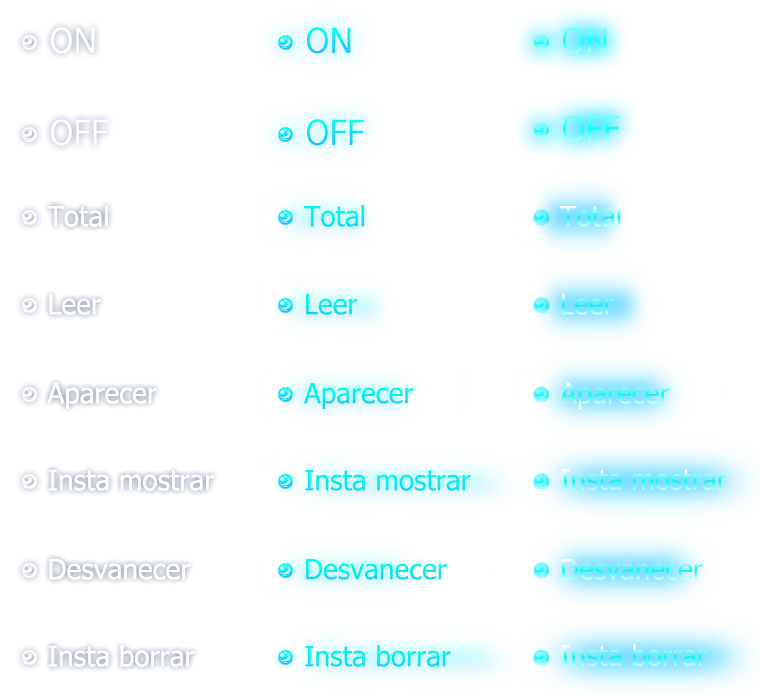 ON ON ON
OFF OFF OFF
Total Total Total
Leer Leer Leer
Aparecer Aparecer Aparecer
Insta mostrar Insta mostrar Insta mostrar
Desvanecer Desvanecer Desvanecer
Insta borrar Insta borrar Insta borrar